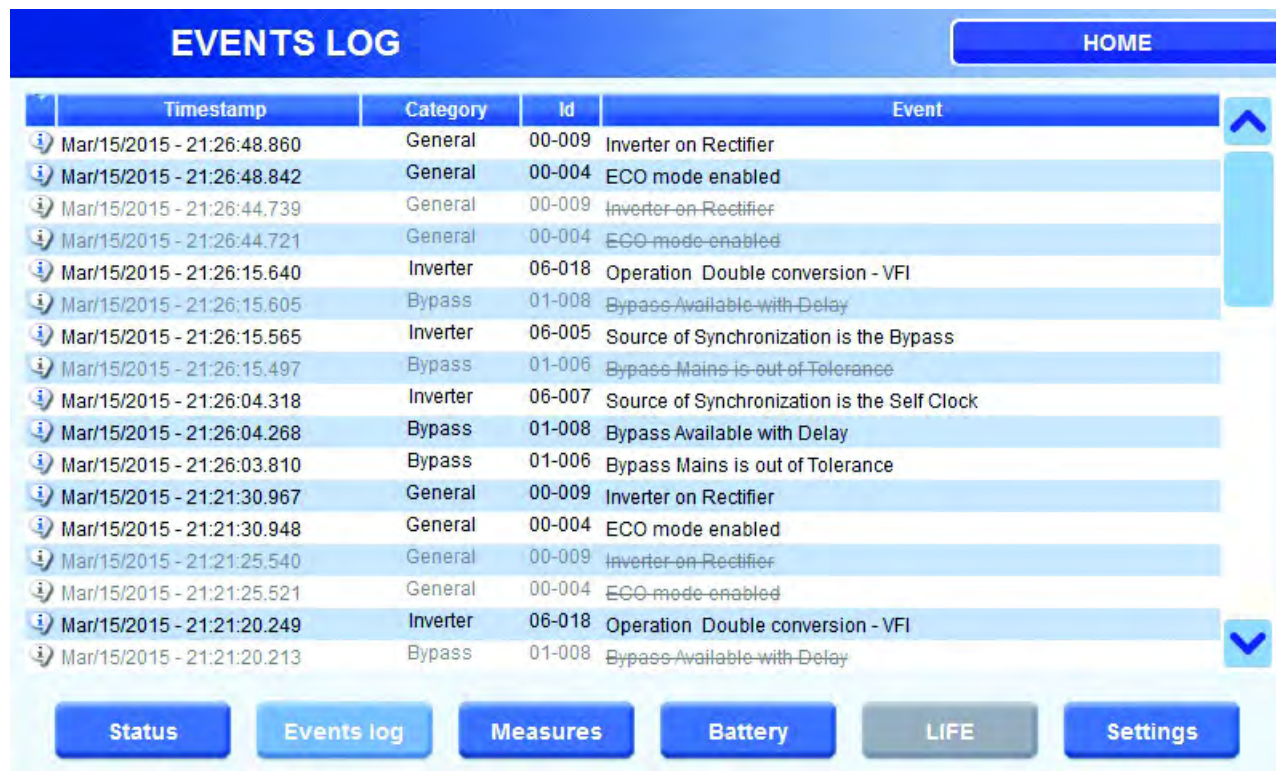 EVENTS LOG HOME
Timestamp Category Id Event
Mar/15/2015 - 21:26:48.860 General 00-009 Inverter on Rectifier
Mar/15/2015 - 21:26:48.842 General 00-004 ECO mode enabled
Mar/15/2015 - 21:26:44.739 General 00-009 Inverter on Rectifier
Mar/15/2015 - 21:26:44.721 General 00-004 ECO mode enabled
Mar/15/2015 - 21:26:15.640 Inverter 06-018 Operation Double conversion - VFI
Mar/15/2015 - 21:26:15.605 Bypass 01-008 Bypass Available with Delay
Mar/15/2015 - 21:26:15.565 Inverter 06-005 Source of Synchronization is the Bypass
Mar/15/2015 - 21:26:15.497 Bypass 01-006 Bypass Mains is out of Tolerance
Mar/15/2015 - 21:26:04.318 Inverter 06-007 Source of Synchronization is the Self Clock
Mar/15/2015 - 21:26:04.268 Bypass 01-008 Bypass Available with Delay
Mar/15/2015 - 21:26:03.810 Bypass 01-006 Bypass Mains is out of Tolerance
Mar/15/2015 - 21:21:30.967 General 00-009 Inverter on Rectifier
Mar/15/2015 - 21:21:30.948 General 00-004 ECO mode enabled
Mar/15/2015 - 21:21:25.540 General 00-009 Inverter on Rectifier
Mar/15/2015 - 21:21:25.521 General 00-004 ECO mode enabled
Mar/15/2015 - 21:21:20.249 Inverter 06-018 Operation Double conversion - VFI
Mar/15/2015 - 21:21:20.213 Bypass 01-008 Bypass Available with Delay
Status Events log Measures Battery LIFE Settings